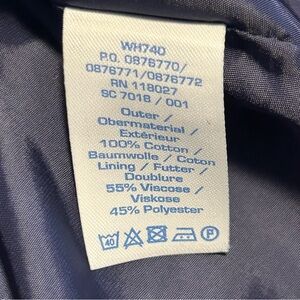 WH740
P.O. 0876770/
0876771/0876772
RN 118027
SC 7016 / 001
Outer /
Obermaterial /
Extérieur
100% Cotton /
Baumwolle / Coton
Lining / Futter /
Doublure
55% Viscose /
Viskose
45% Polyester
40 P